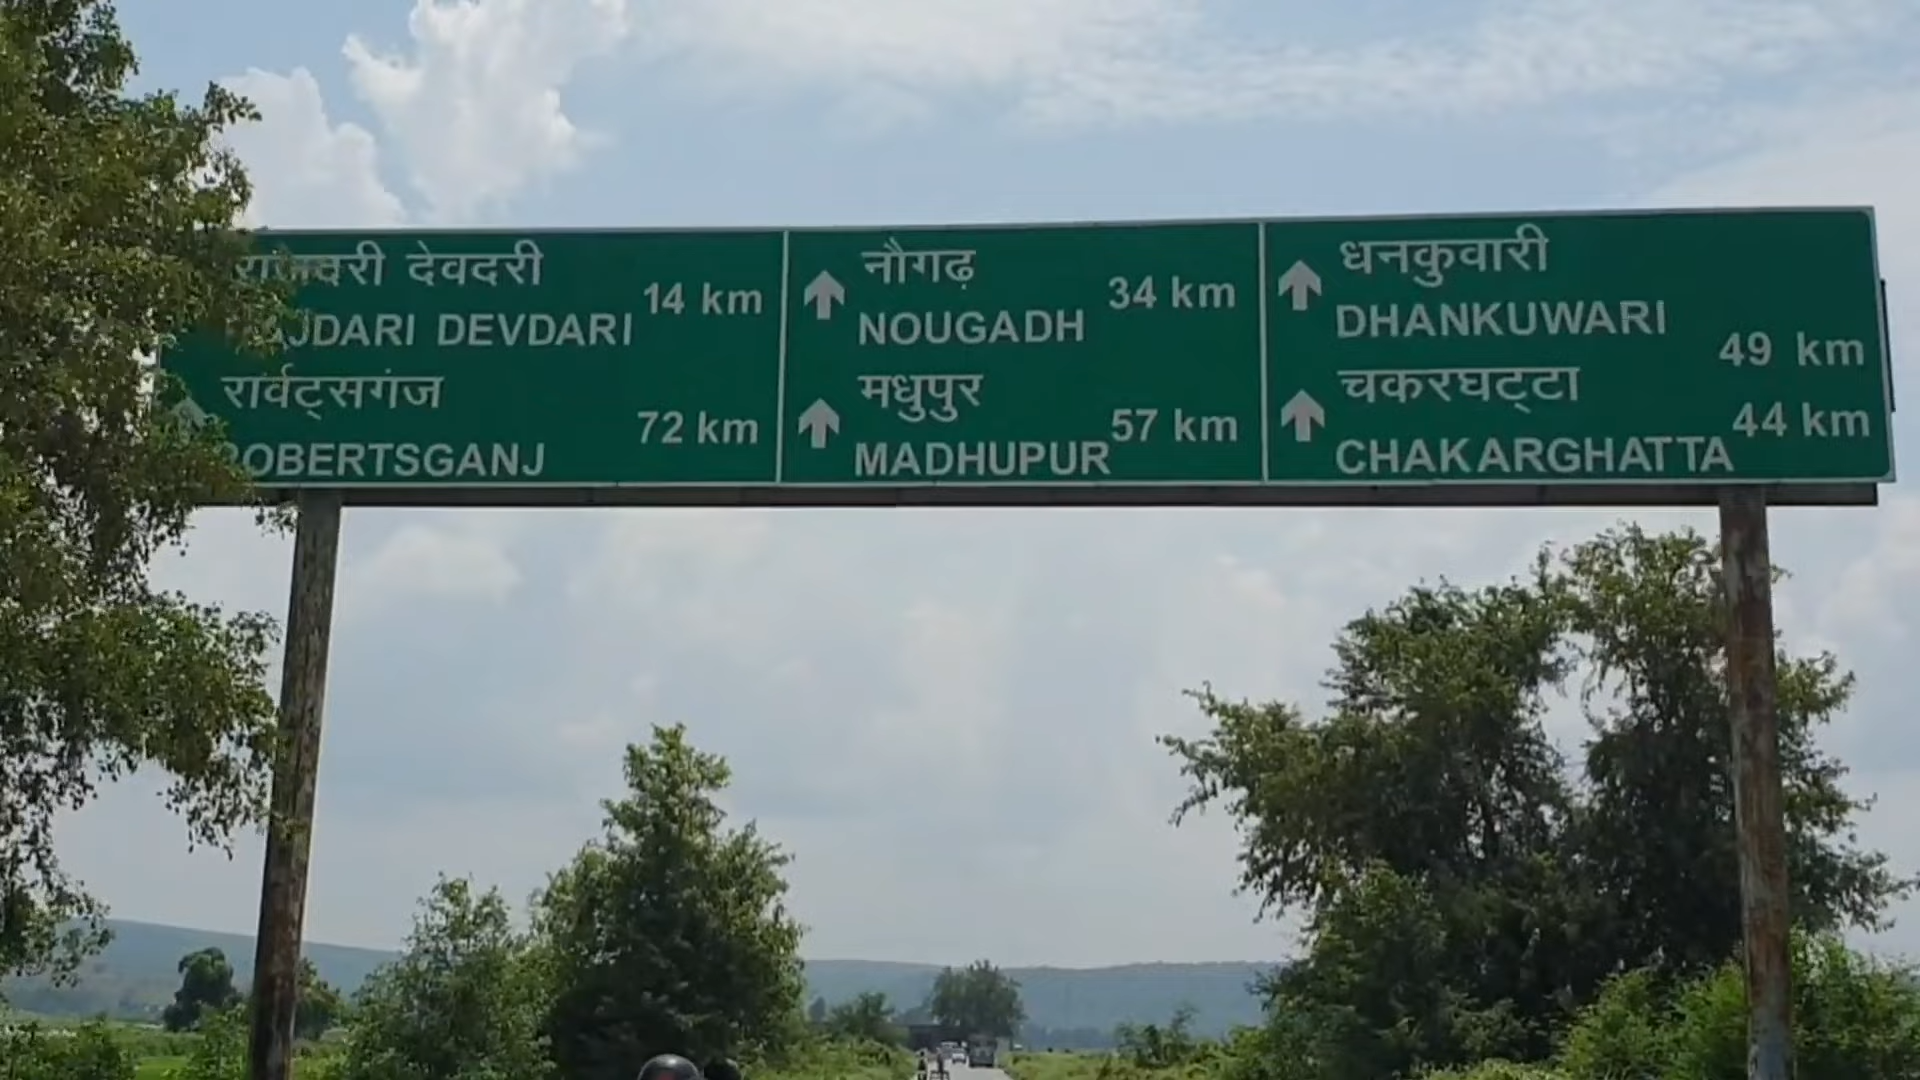 देवदरी
14 km
DEVDARI
रार्वट्सगंज
72 km
ROBERTSGANJ
नौगढ़
34 km
NOUGADH
मधुपुर
57 km
MADHUPUR
धनकुवारी
DHANKUWARI
49 km
चकरघट्टा
44 km
CHAKARGHATTA